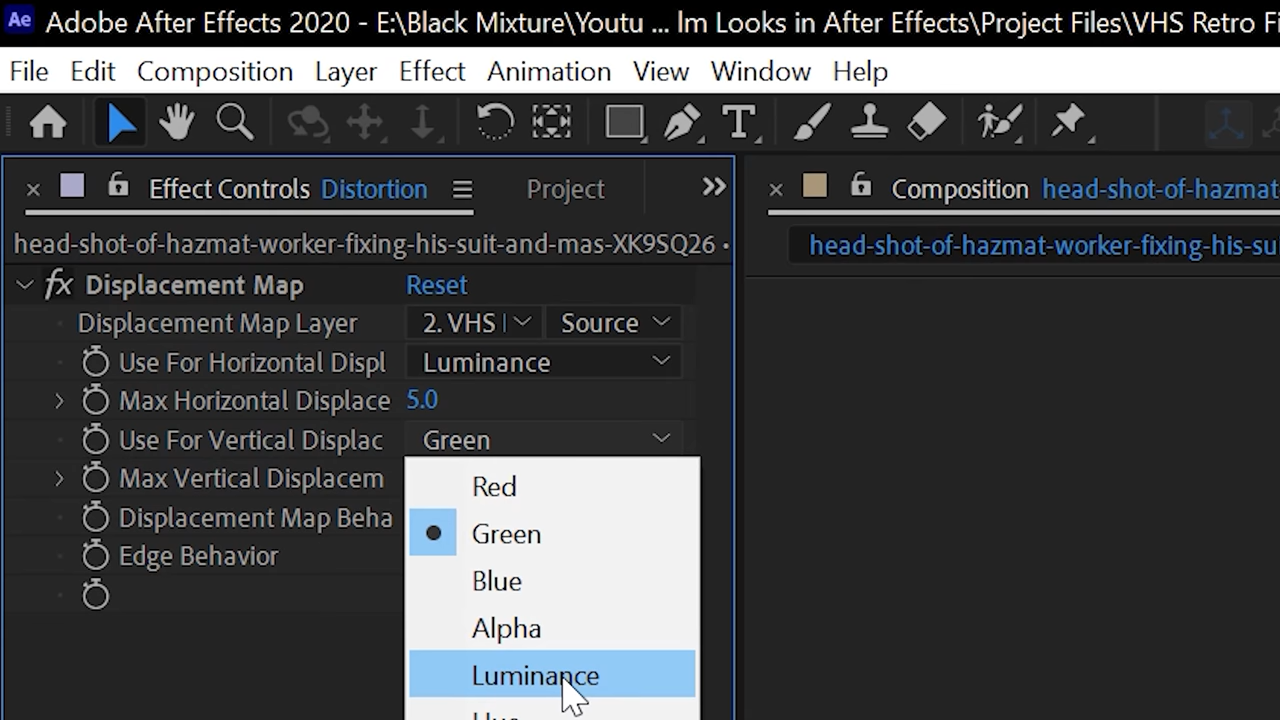 Ae Adobe After Effects 2020 - E:\Black Mixture\Youtu ... lm Looks in After Effects\Project Files\VHS Retro Fi
File Edit Composition Layer Effect Animation View Window Help
T
× Effect Controls Distortion Project × Composition head-shot-of-hazmat
head-shot-of-hazmat-worker-fixing-his-suit-and-mas-XK9SQ26 • head-shot-of-hazmat-worker-fixing-his-su
fx Displacement Map Reset
Displacement Map Layer 2. VHS Source
Use For Horizontal Displ Luminance
Max Horizontal Displace 5.0
Use For Vertical Displac Green
Max Vertical Displacem
Displacement Map Beha
Edge Behavior
Red
Green
Blue
Alpha
Luminance